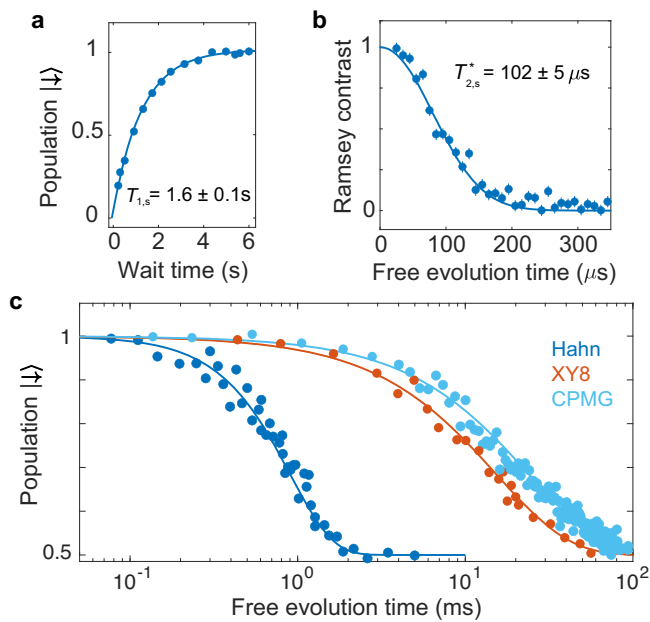 a
Population |⇑⟩
1
0.5
0
T1,s = 1.6 ± 0.1s
0 2 4 6
Wait time (s)
b
Ramsey contrast
1
0
T*2,s = 102 ± 5 μs
0 100 200 300
Free evolution time (μs)
c
Population |⇑⟩
1
0.5
Hahn
XY8
CPMG
10⁻¹ 10⁰ 10¹ 10²
Free evolution time (ms)